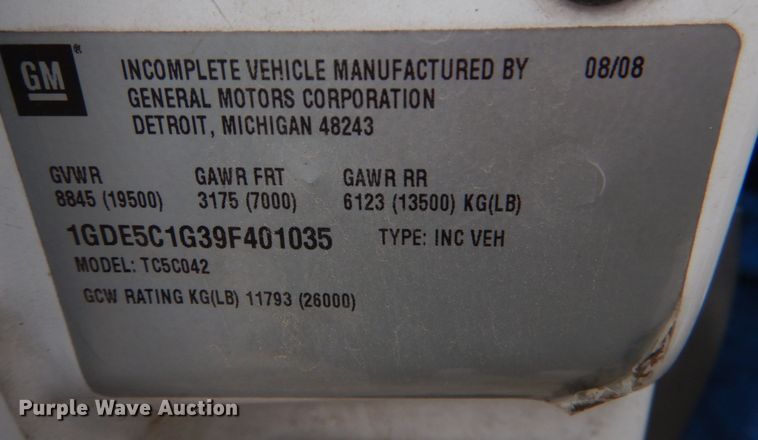 GM® INCOMPLETE VEHICLE MANUFACTURED BY 08/08
GENERAL MOTORS CORPORATION
DETROIT, MICHIGAN 48243
GVWR GAWR FRT GAWR RR
8845 (19500) 3175 (7000) 6123 (13500) KG(LB)
1GDE5C1G39F401035 TYPE: INC VEH
MODEL: TC5C042
GCW RATING KG(LB) 11793 (26000)
Purple Wave Auction